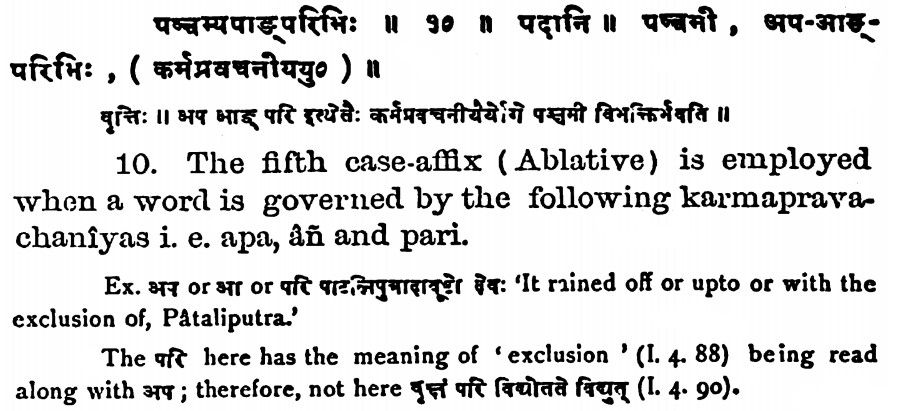 पञ्चम्यपाङ्परिभिः ॥ १० ॥ पदानि ॥ पञ्चमी , अप-आङ्-
परिभिः , ( कर्मप्रवचनीययु० ) ॥
वृत्तिः ॥ अप आङ् परि इत्येतैः कर्मप्रवचनीयैर्योगे पञ्चमी विभक्तिर्भवति ॥
10. The fifth case-affix ( Ablative ) is employed
when a word is governed by the following karmaprava-
chanîyas i. e. apa, âñ and pari.
Ex. अप or आ or परि देवः 'It rained off or upto or with the
exclusion of, Pâtaliputra.'
The परि here has the meaning of ' exclusion ' (I. 4. 88) being read
along with अप ; therefore, not here वृक्षं परि विद्योतते विद्युत् (I. 4. 90).